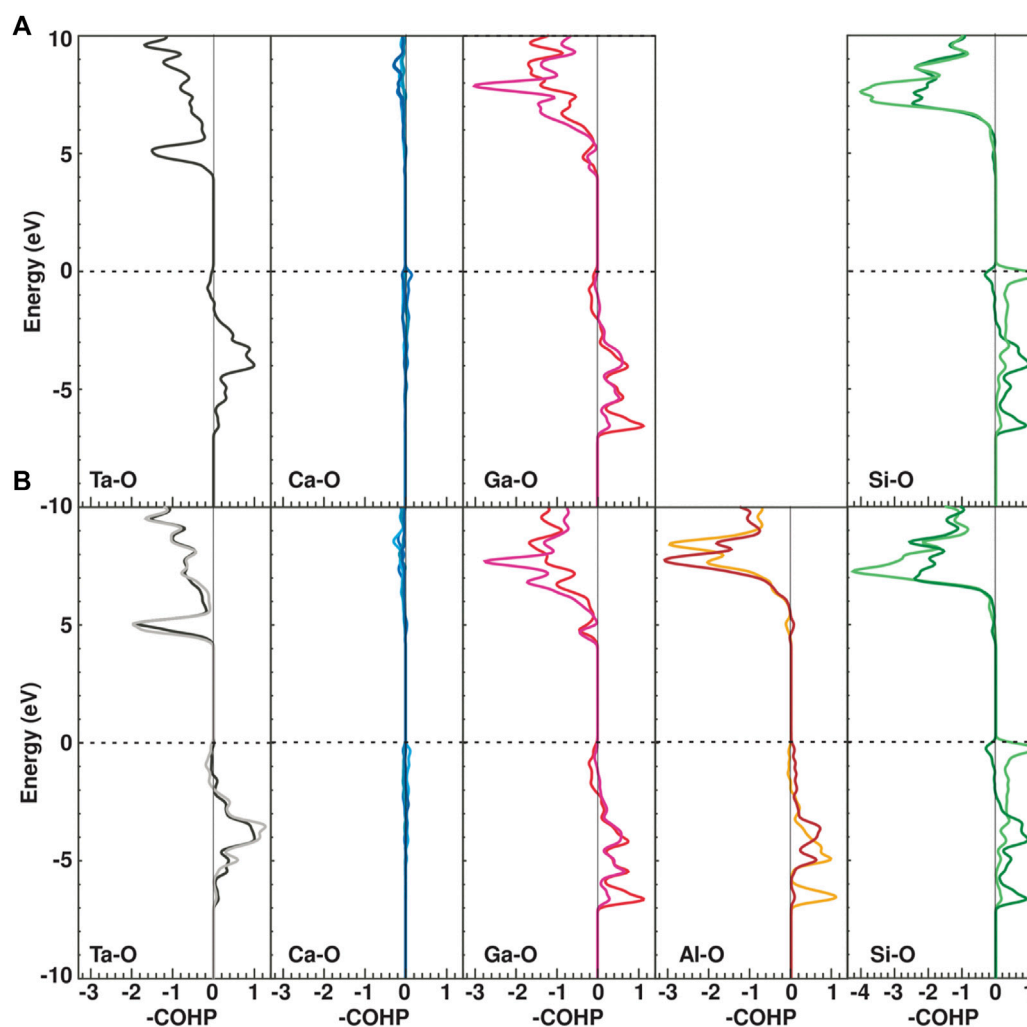 A
10
5
0
-5
-10
Energy (eV)
Ta-O
Ca-O
Ga-O
Si-O
B
5
0
-5
-10
Energy (eV)
Ta-O
Ca-O
Ga-O
Al-O
Si-O
-3 -2 -1 0 1
-3 -2 -1 0 1
-3 -2 -1 0 1
-3 -2 -1 0 1
-4 -3 -2 -1 0 1
-COHP
-COHP
-COHP
-COHP
-COHP